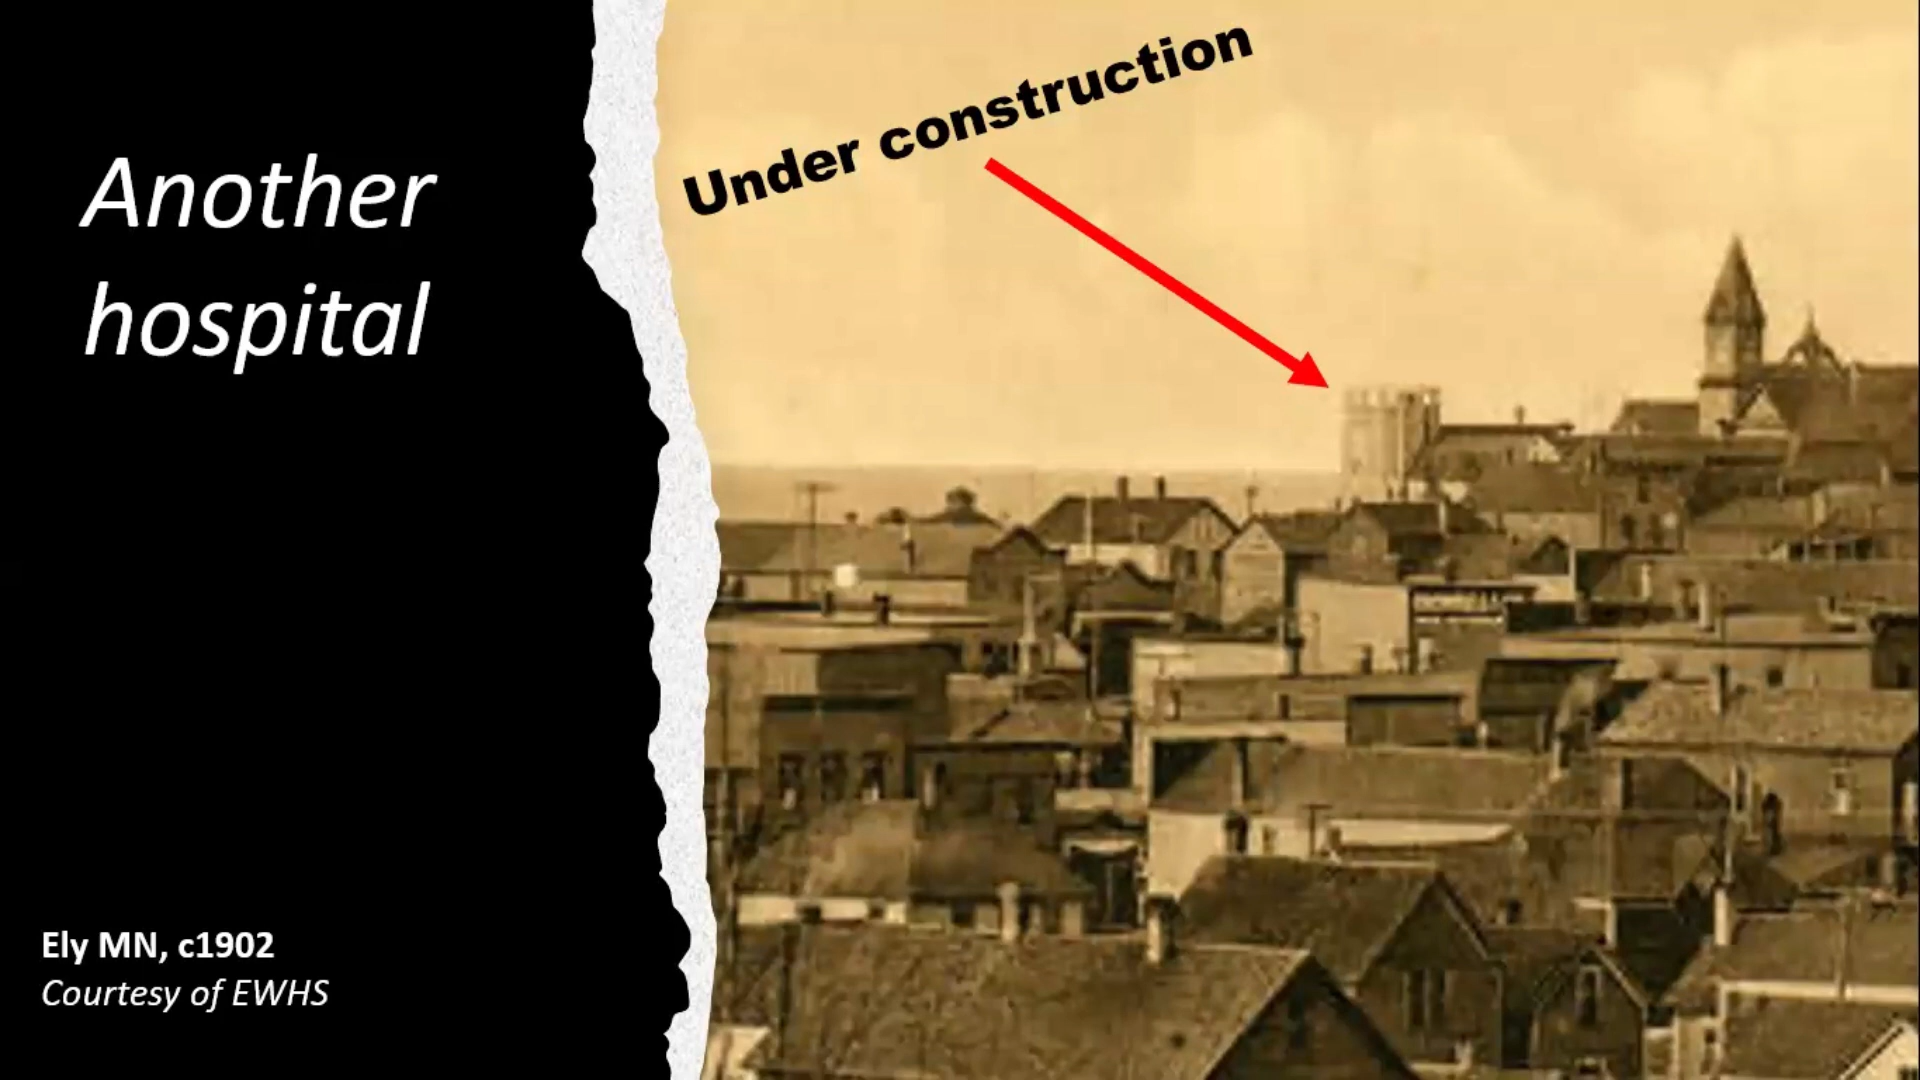 Another
hospital
Under construction
Ely MN, c1902
Courtesy of EWHS